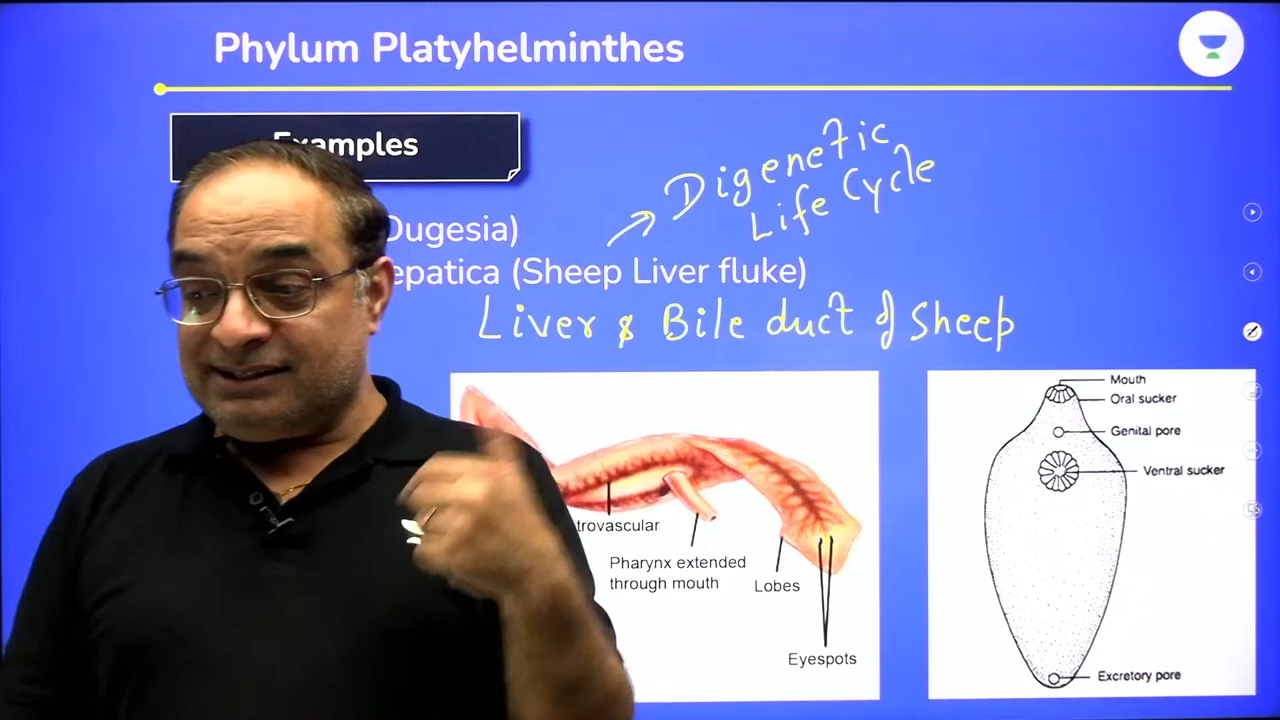 Phylum Platyhelminthes
Examples
Digenetic
Life Cycle
Dugesia)
epatica (Sheep Liver fluke)
Liver & Bile duct of Sheep
Mouth
Oral sucker
Genital pore
Ventral sucker
trovascular
Pharynx extended
through mouth
Lobes
Eyespots
Excretory pore